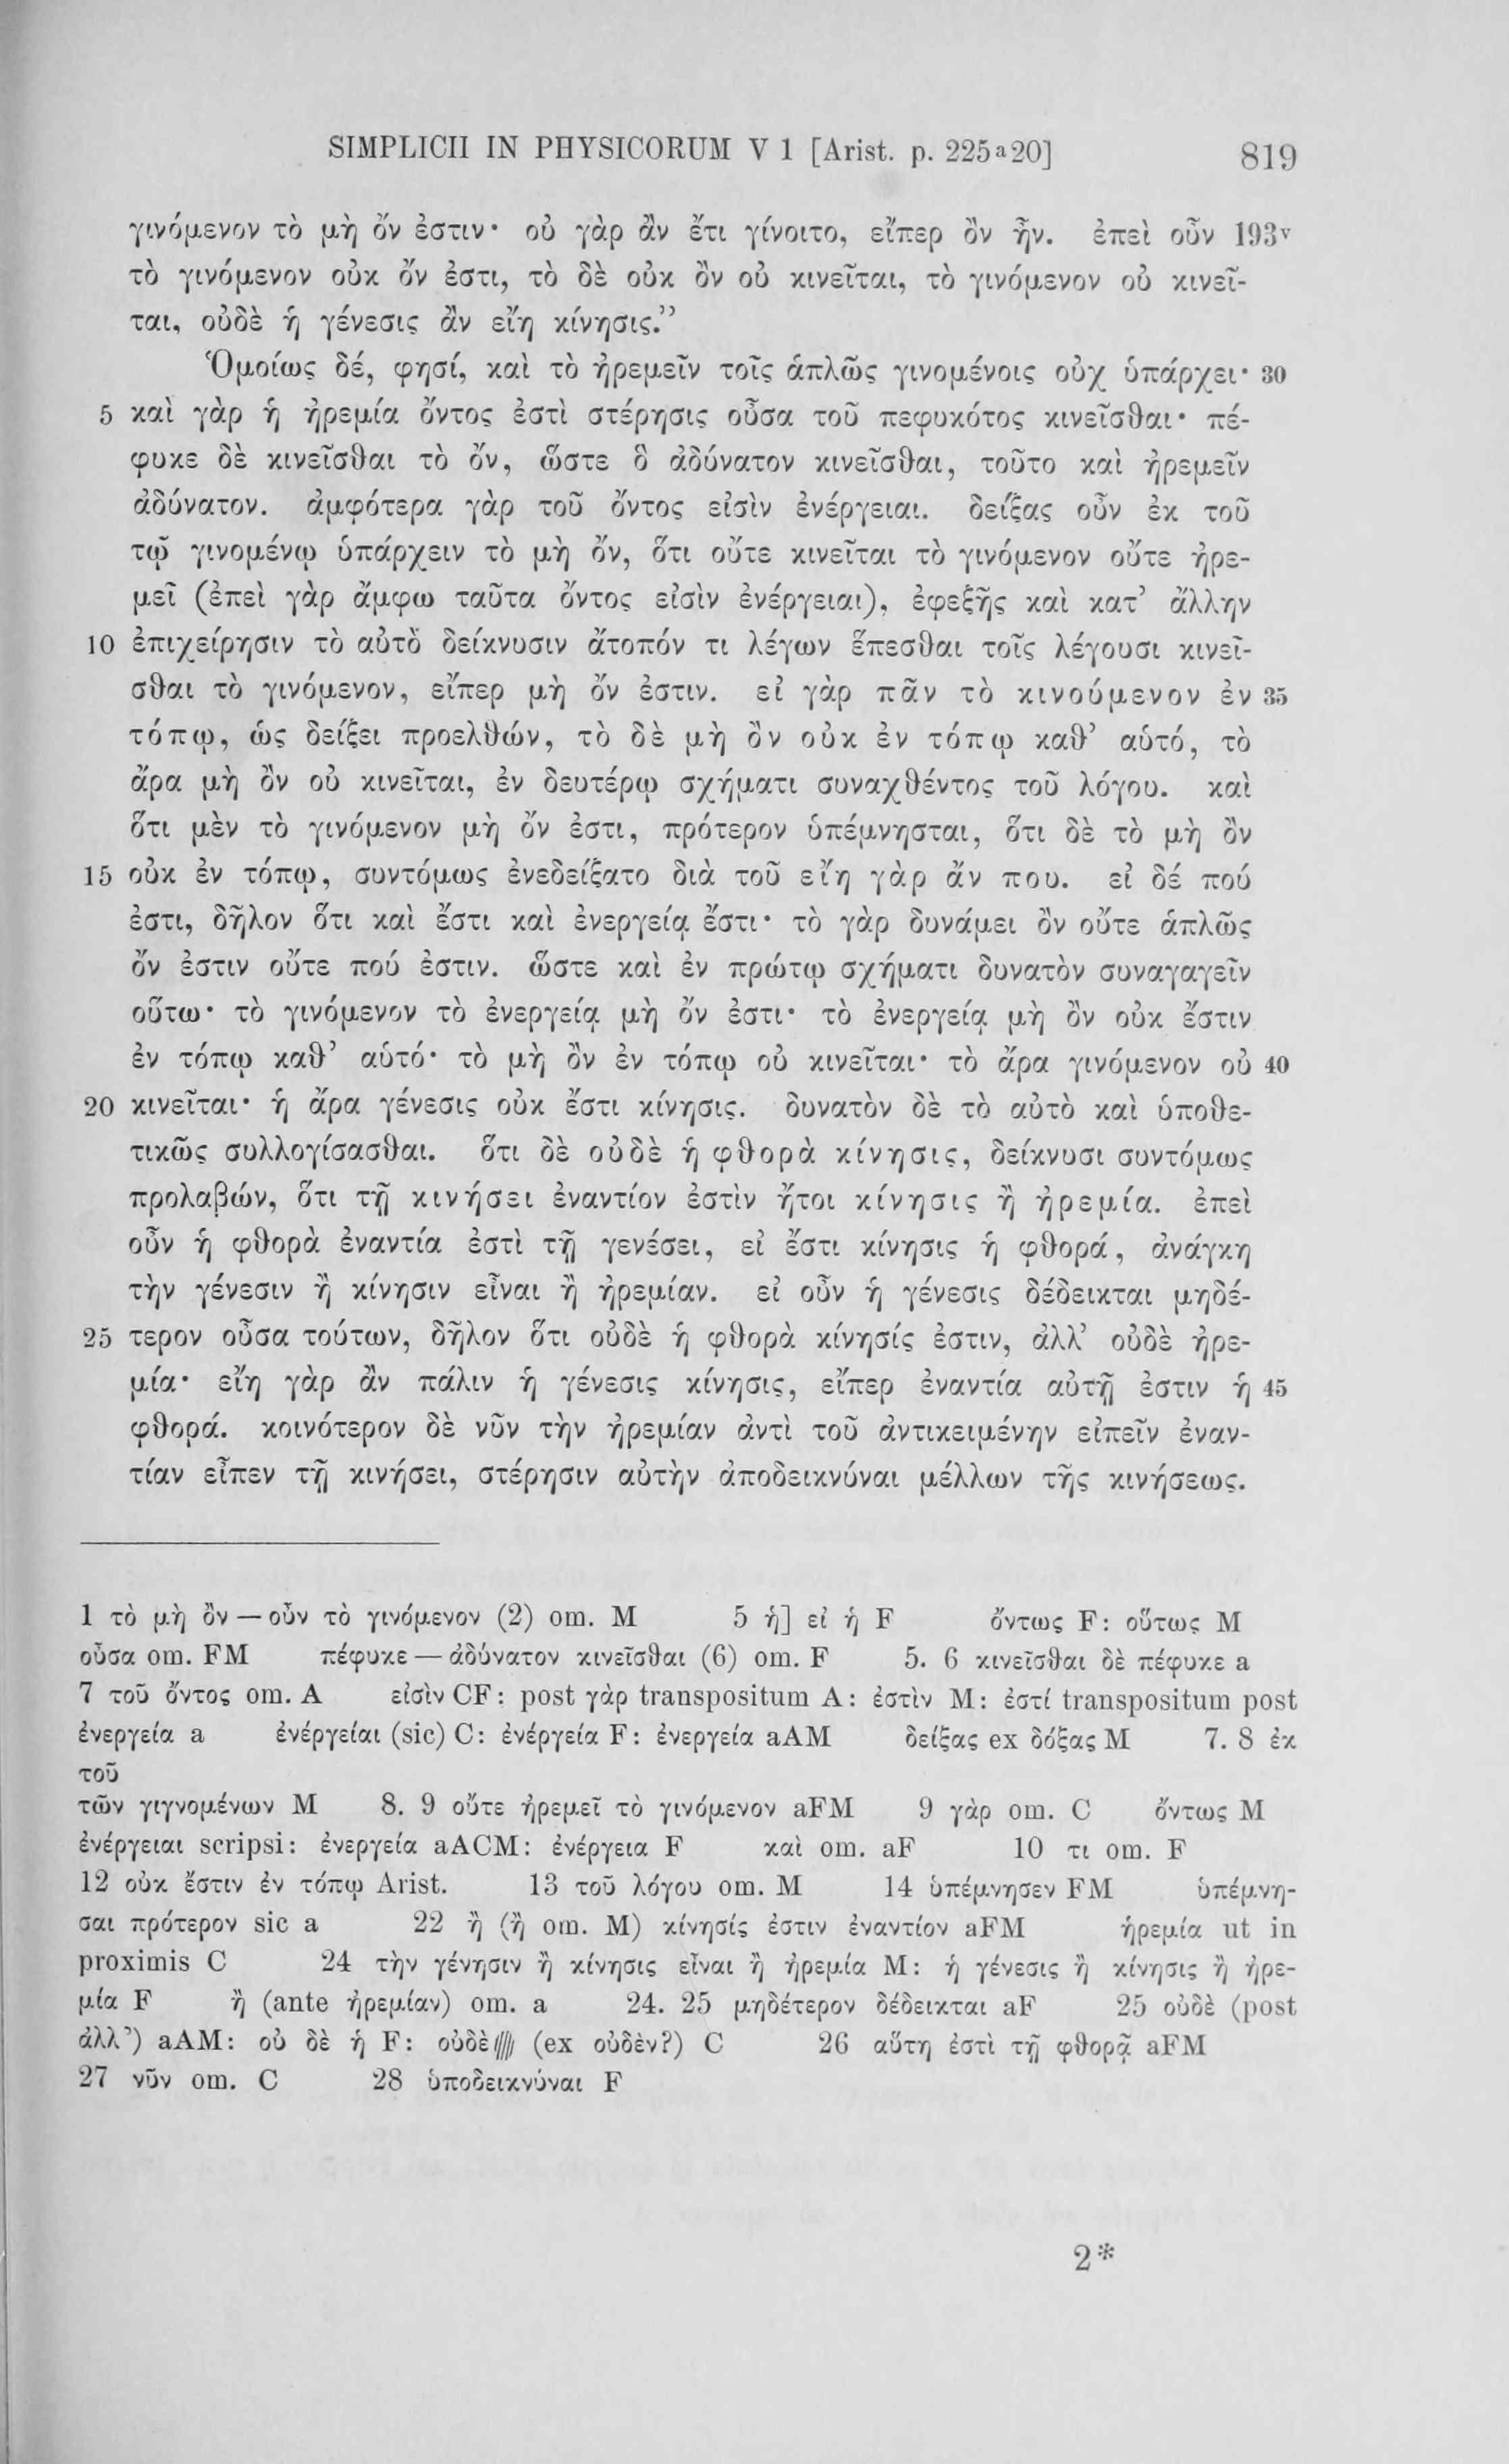 SIMPLICII IN PHYSICORUM V 1 [Arist. p. 225ᵃ20] 819
γινόμενον τὸ μὴ ὄν ἐστιν· οὐ γὰρ ἂν ἔτι γίνοιτο, εἴπερ ὂν ἦν. ἐπεὶ οὖν 193ᵛ
τὸ γινόμενον οὐκ ὄν ἐστι, τὸ δὲ οὐκ ὂν οὐ κινεῖται, τὸ γινόμενον οὐ κινεῖ-
ται, οὐδὲ ἡ γένεσις ἂν εἴη κίνησις."
Ὁμοίως δέ, φησί, καὶ τὸ ἠρεμεῖν τοῖς ἁπλῶς γινομένοις οὐχ ὑπάρχει· 30
5 καὶ γὰρ ἡ ἠρεμία ὄντος ἐστὶ στέρησις οὖσα τοῦ πεφυκότος κινεῖσθαι· πέ-
φυκε δὲ κινεῖσθαι τὸ ὄν, ὥστε ὃ ἀδύνατον κινεῖσθαι, τοῦτο καὶ ἠρεμεῖν
ἀδύνατον. ἀμφότερα γὰρ τοῦ ὄντος εἰσὶν ἐνέργειαι. δείξας οὖν ἐκ τοῦ
τῷ γινομένῳ ὑπάρχειν τὸ μὴ ὄν, ὅτι οὔτε κινεῖται τὸ γινόμενον οὔτε ἠρε-
μεῖ (ἐπεὶ γὰρ ἄμφω ταῦτα ὄντος εἰσὶν ἐνέργειαι), ἐφεξῆς καὶ κατ' ἄλλην
10 ἐπιχείρησιν τὸ αὐτὸ δείκνυσιν ἄτοπόν τι λέγων ἕπεσθαι τοῖς λέγουσι κινεῖ-
σθαι τὸ γινόμενον, εἴπερ μὴ ὄν ἐστιν. εἰ γὰρ πᾶν τὸ κινούμενον ἐν 35
τόπῳ, ὡς δείξει προελθών, τὸ δὲ μὴ ὂν οὐκ ἐν τόπῳ καθ' αὑτό, τὸ
ἄρα μὴ ὂν οὐ κινεῖται, ἐν δευτέρῳ σχήματι συναχθέντος τοῦ λόγου. καὶ
ὅτι μὲν τὸ γινόμενον μὴ ὄν ἐστι, πρότερον ὑπέμνησται, ὅτι δὲ τὸ μὴ ὂν
15 οὐκ ἐν τόπῳ, συντόμως ἐνεδείξατο διὰ τοῦ εἴη γὰρ ἄν που. εἰ δέ πού
ἐστι, δῆλον ὅτι καὶ ἔστι καὶ ἐνεργείᾳ ἔστι· τὸ γὰρ δυνάμει ὂν οὔτε ἁπλῶς
ὄν ἐστιν οὔτε πού ἐστιν. ὥστε καὶ ἐν πρώτῳ σχήματι δυνατὸν συναγαγεῖν
οὕτω· τὸ γινόμενον τὸ ἐνεργείᾳ μὴ ὄν ἐστι· τὸ ἐνεργείᾳ μὴ ὂν οὐκ ἔστιν
ἐν τόπῳ καθ' αὑτό· τὸ μὴ ὂν ἐν τόπῳ οὐ κινεῖται· τὸ ἄρα γινόμενον οὐ 40
20 κινεῖται· ἡ ἄρα γένεσις οὐκ ἔστι κίνησις. δυνατὸν δὲ τὸ αὐτὸ καὶ ὑποθε-
τικῶς συλλογίσασθαι. ὅτι δὲ οὐδὲ ἡ φθορὰ κίνησις, δείκνυσι συντόμως
προλαβών, ὅτι τῇ κινήσει ἐναντίον ἐστὶν ἤτοι κίνησις ἢ ἠρεμία. ἐπεὶ
οὖν ἡ φθορὰ ἐναντία ἐστὶ τῇ γενέσει, εἰ ἔστι κίνησις ἡ φθορά, ἀνάγκη
τὴν γένεσιν ἢ κίνησιν εἶναι ἢ ἠρεμίαν. εἰ οὖν ἡ γένεσις δέδεικται μηδέ-
25 τερον οὖσα τούτων, δῆλον ὅτι οὐδὲ ἡ φθορὰ κίνησίς ἐστιν, ἀλλ' οὐδὲ ἠρε-
μία· εἴη γὰρ ἂν πάλιν ἡ γένεσις κίνησις, εἴπερ ἐναντία αὐτῇ ἐστιν ἡ 45
φθορά. κοινότερον δὲ νῦν τὴν ἠρεμίαν ἀντὶ τοῦ ἀντικειμένην εἰπεῖν ἐναν-
τίαν εἶπεν τῇ κινήσει, στέρησιν αὐτὴν ἀποδεικνύναι μέλλων τῆς κινήσεως.
1 τὸ μὴ ὂν — οὖν τὸ γινόμενον (2) om. M 5 ἡ] εἰ ἡ F ὄντως F: οὕτως M
οὖσα om. FM πέφυκε — ἀδύνατον κινεῖσθαι (6) om. F 5. 6 κινεῖσθαι δὲ πέφυκε a
7 τοῦ ὄντος om. A εἰσὶν CF: post γὰρ transpositum A: ἐστὶν M: ἐστί transpositum post
ἐνεργεία a ἐνέργείαι (sic) C: ἐνέργεία F: ἐνεργεία aAM δείξας ex δόξας M 7. 8 ἐκ
τοῦ
τῶν γιγνομένων M 8. 9 οὔτε ἠρεμεῖ τὸ γινόμενον aFM 9 γὰρ om. C ὄντως M
ἐνέργειαι scripsi: ἐνεργεία aACM: ἐνέργεια F καὶ om. aF 10 τι om. F
12 οὐκ ἔστιν ἐν τόπῳ Arist. 13 τοῦ λόγου om. M 14 ὑπέμνησεν FM ὑπέμνη-
σαι πρότερον sic a 22 ἢ (ἢ om. M) κίνησίς ἐστιν ἐναντίον aFM ἡρεμία ut in
proximis C 24 τὴν γένησιν ἢ κίνησις εἶναι ἢ ἠρεμία M: ἡ γένεσις ἢ κίνησις ἢ ἠρε-
μία F ἢ (ante ἠρεμίαν) om. a 24. 25 μηδέτερον δέδεικται aF 25 οὐδὲ (post
ἀλλ') aAM: οὐ δὲ ἡ F: οὐδὲ//// (ex οὐδὲν?) C 26 αὕτη ἐστὶ τῇ φθορᾷ aFM
27 νῦν om. C 28 ὑποδεικνύναι F
2*